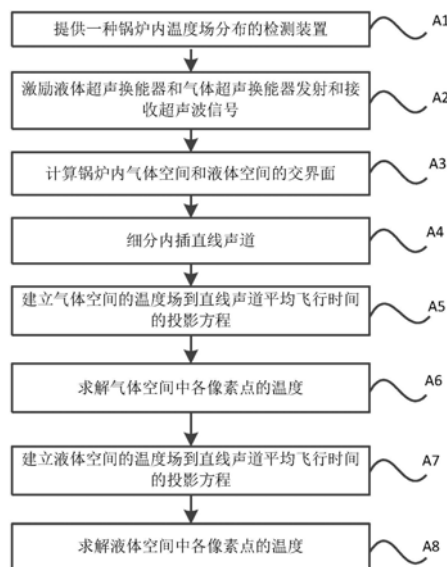 提供一种锅炉内温度场分布的检测装置
A1
激励液体超声换能器和气体超声换能器发射和接
收超声波信号
A2
计算锅炉内气体空间和液体空间的交界面
A3
细分内插直线声道
A4
建立气体空间的温度场到直线声道平均飞行时间
的投影方程
A5
求解气体空间中各像素点的温度
A6
建立液体空间的温度场到直线声道平均飞行时间
的投影方程
A7
求解液体空间中各像素点的温度
A8